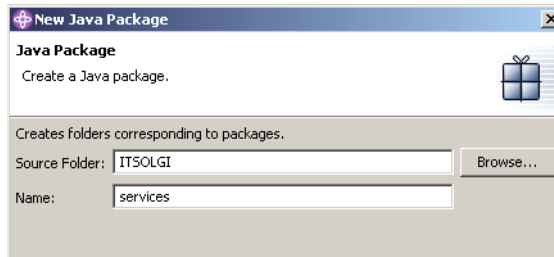 New Java Package
Java Package
Create a Java package.
Creates folders corresponding to packages.
Source Folder: ITSOLGI Browse...
Name: services